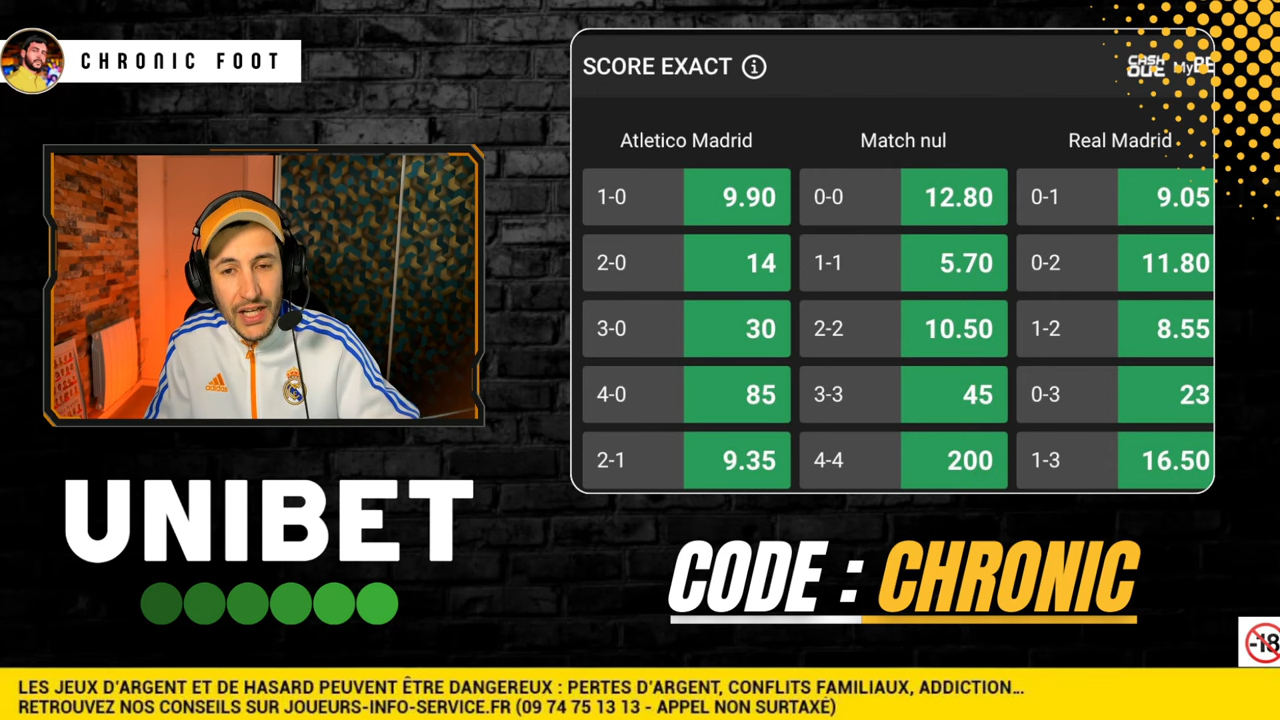 CHRONIC FOOT
SCORE EXACT
CASH OUT My
Atletico Madrid Match nul Real Madrid
1-0 9.90 0-0 12.80 0-1 9.05
2-0 14 1-1 5.70 0-2 11.80
3-0 30 2-2 10.50 1-2 8.55
4-0 85 3-3 45 0-3 23
2-1 9.35 4-4 200 1-3 16.50
adidas
UNIBET
CODE : CHRONIC
-18
LES JEUX D'ARGENT ET DE HASARD PEUVENT ÊTRE DANGEREUX : PERTES D'ARGENT, CONFLITS FAMILIAUX, ADDICTION...
RETROUVEZ NOS CONSEILS SUR JOUEURS-INFO-SERVICE.FR (09 74 75 13 13 - APPEL NON SURTAXÉ)